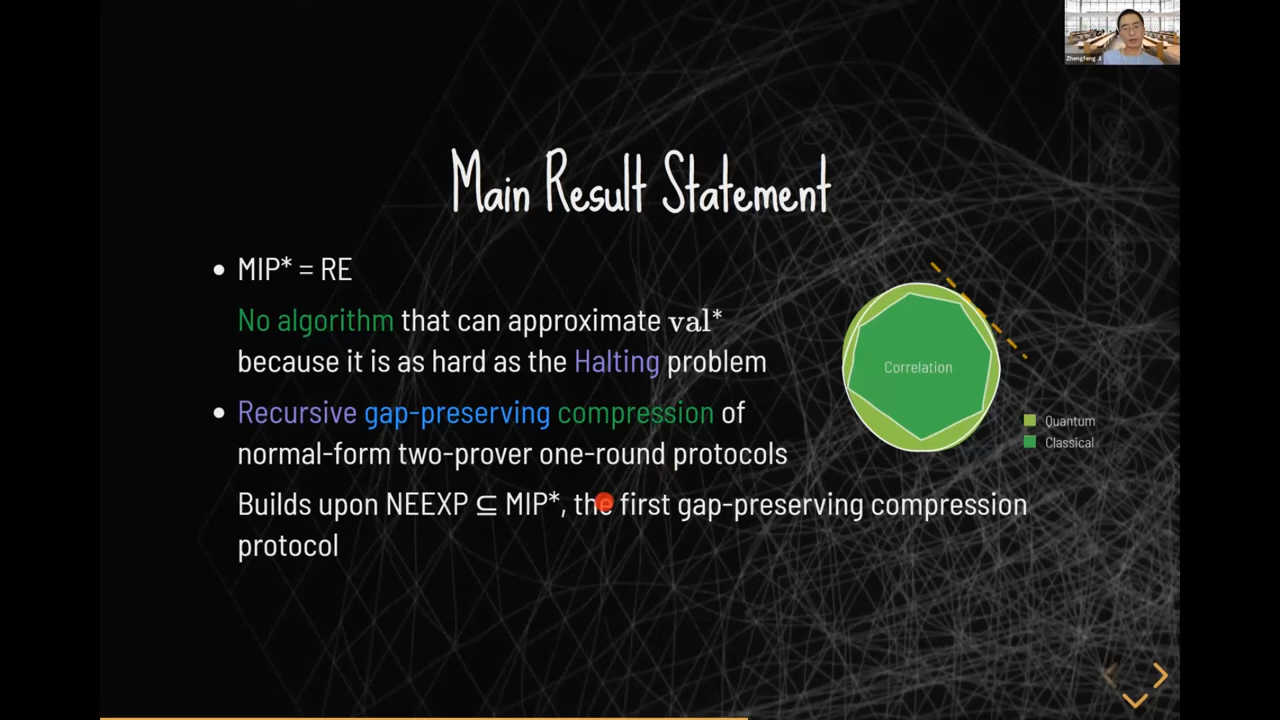 Zhengfeng Ji
Main Result Statement
MIP* = RE
No algorithm that can approximate val*
because it is as hard as the Halting problem
Recursive gap-preserving compression of
normal-form two-prover one-round protocols
Builds upon NEEXP ⊆ MIP*, the first gap-preserving compression
protocol
Correlation
Quantum
Classical